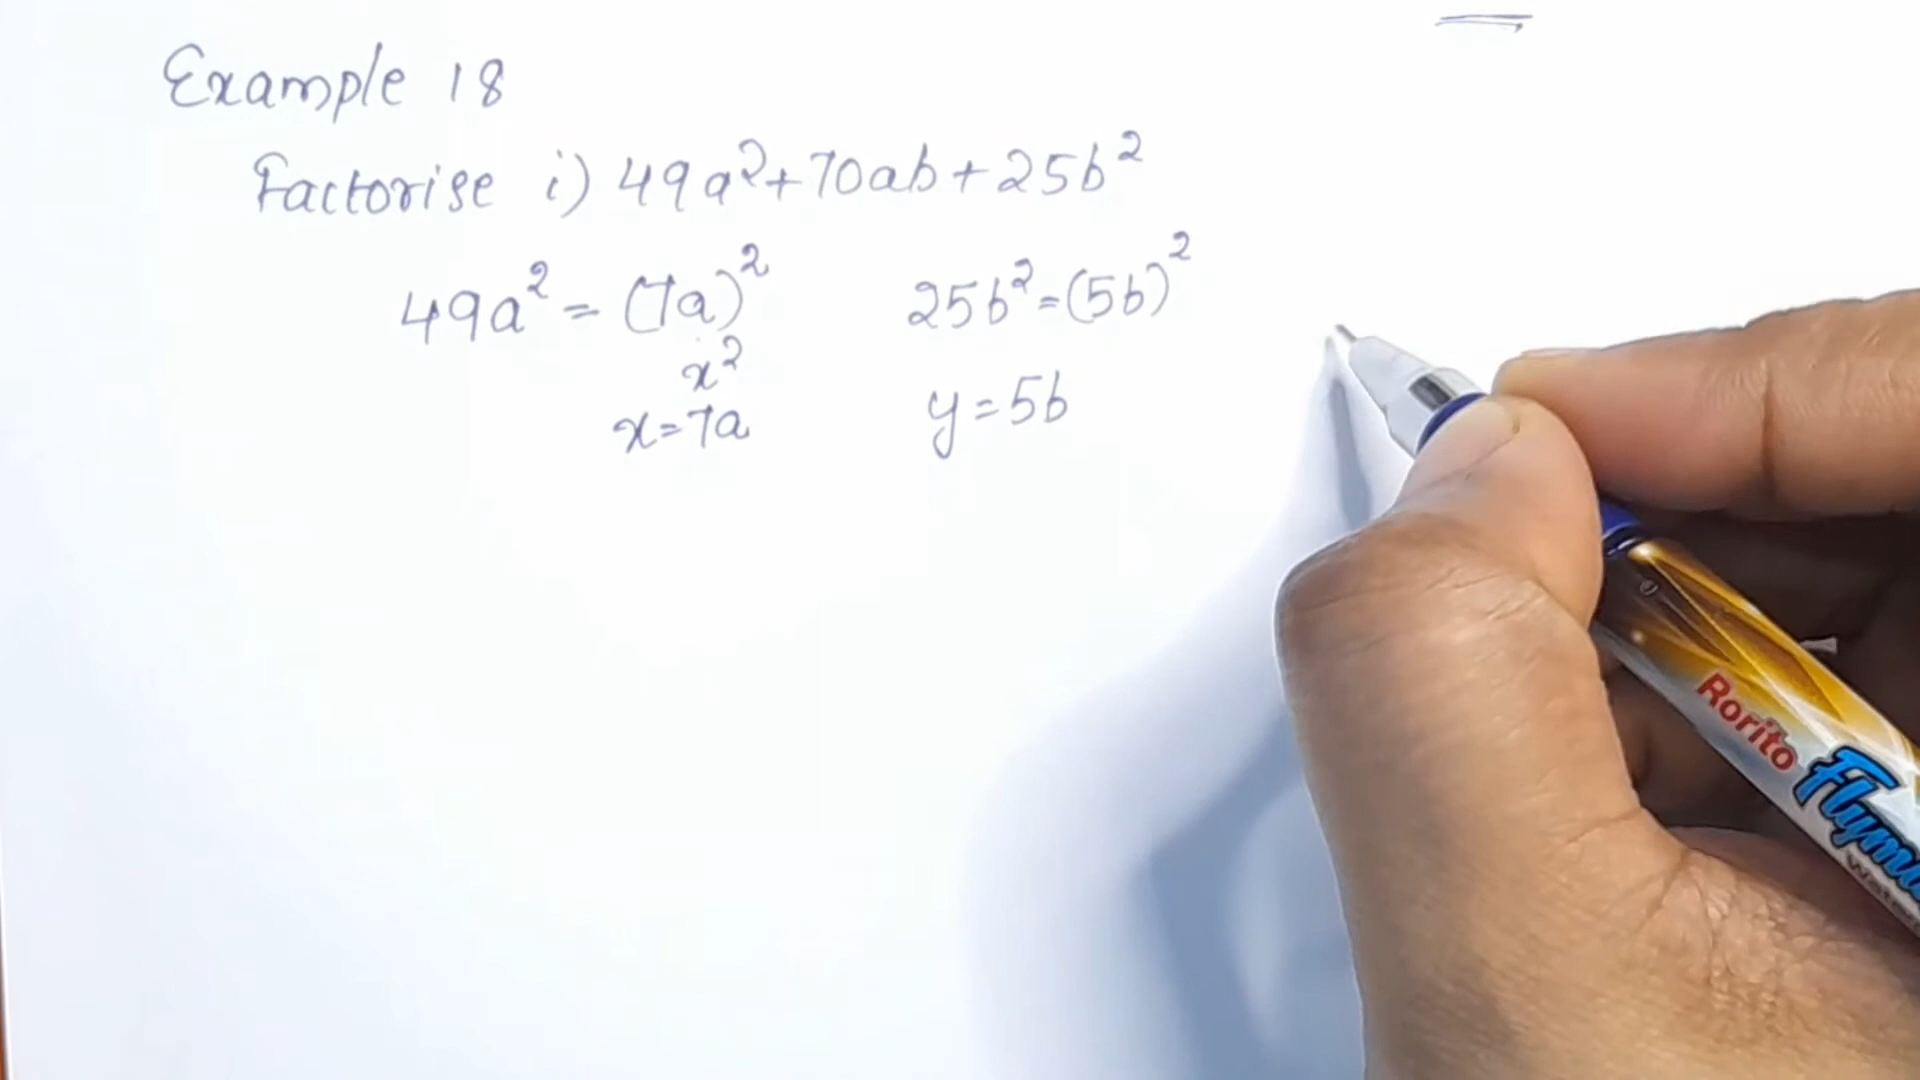 Example 18
Factorise i) 49a²+70ab+25b²
49a² = (7a)² 25b² = (5b)²
x²
x=7a y=5b
Rorito